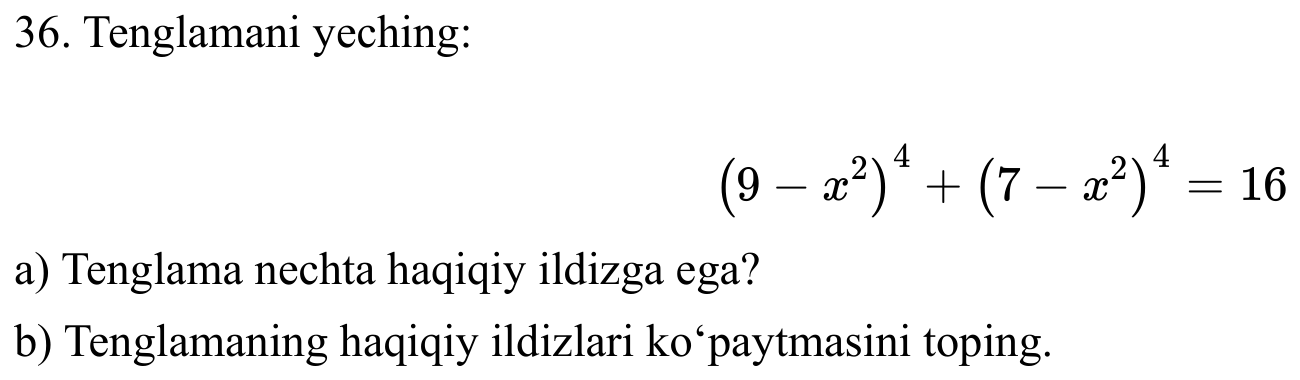 36. Tenglamani yeching:
(9 − x²)⁴ + (7 − x²)⁴ = 16
a) Tenglama nechta haqiqiy ildizga ega?
b) Tenglamaning haqiqiy ildizlari ko‘paytmasini toping.